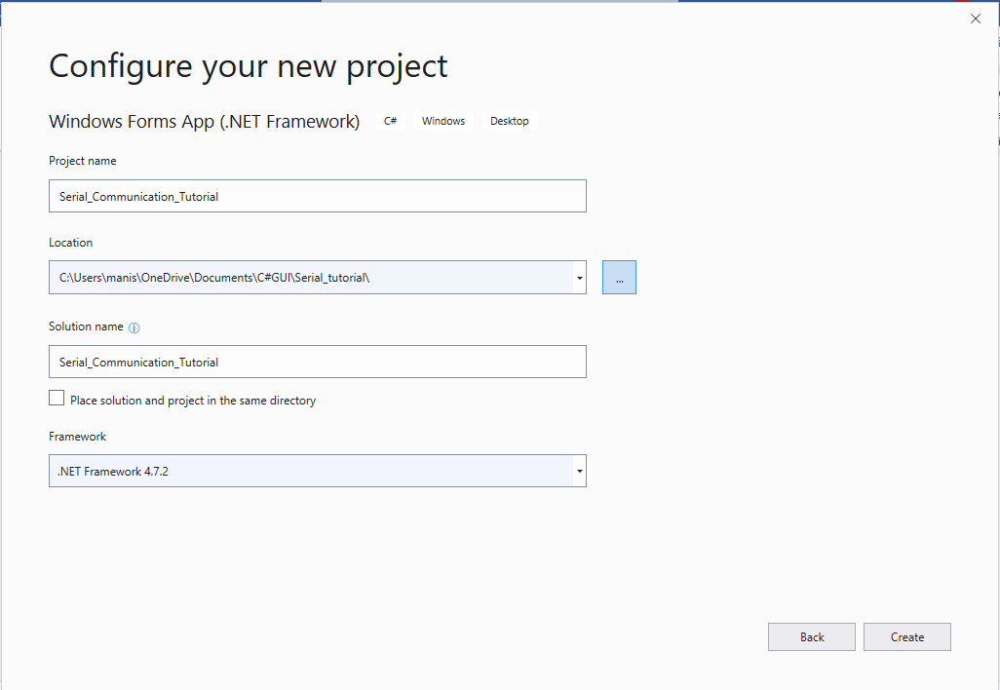 Configure your new project
Windows Forms App (.NET Framework) C# Windows Desktop
Project name
Serial_Communication_Tutorial
Location
C:\Users\manis\OneDrive\Documents\C#GUI\Serial_tutorial\
...
Solution name
Serial_Communication_Tutorial
Place solution and project in the same directory
Framework
.NET Framework 4.7.2
Back Create